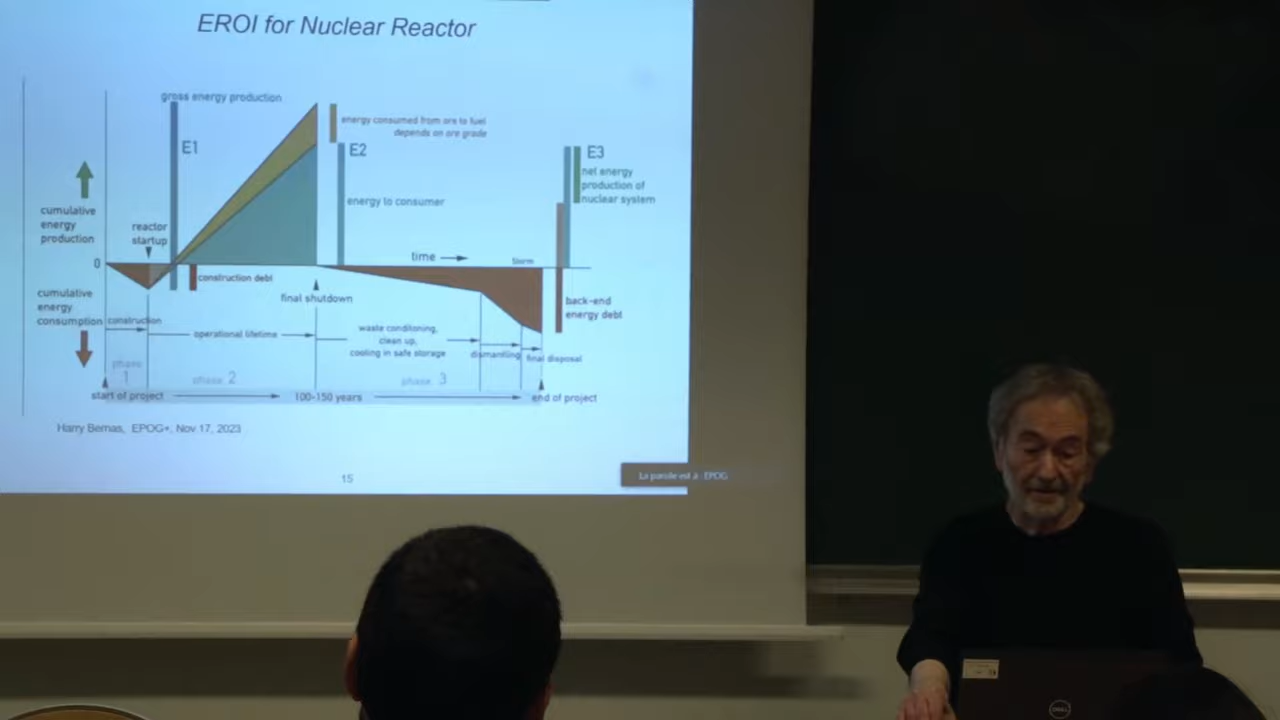 EROI for Nuclear Reactor
gross energy production
E1
energy consumed from ore to fuel
depends on ore grade
E2
energy to consumer
E3
net energy
production of
nuclear system
cumulative
energy
production
reactor
startup
0
time
Storm
construction debt
final shutdown
cumulative
energy
consumption
construction
operational lifetime
waste conditoning,
clean up,
cooling in safe storage
dismantling
final disposal
back-end
energy debt
phase
1
phase 2
phase 3
start of project
100-150 years
end of project
Harry Bernas, EPOG+, Nov 17, 2023
15
La parole est à : EPOG
DELL